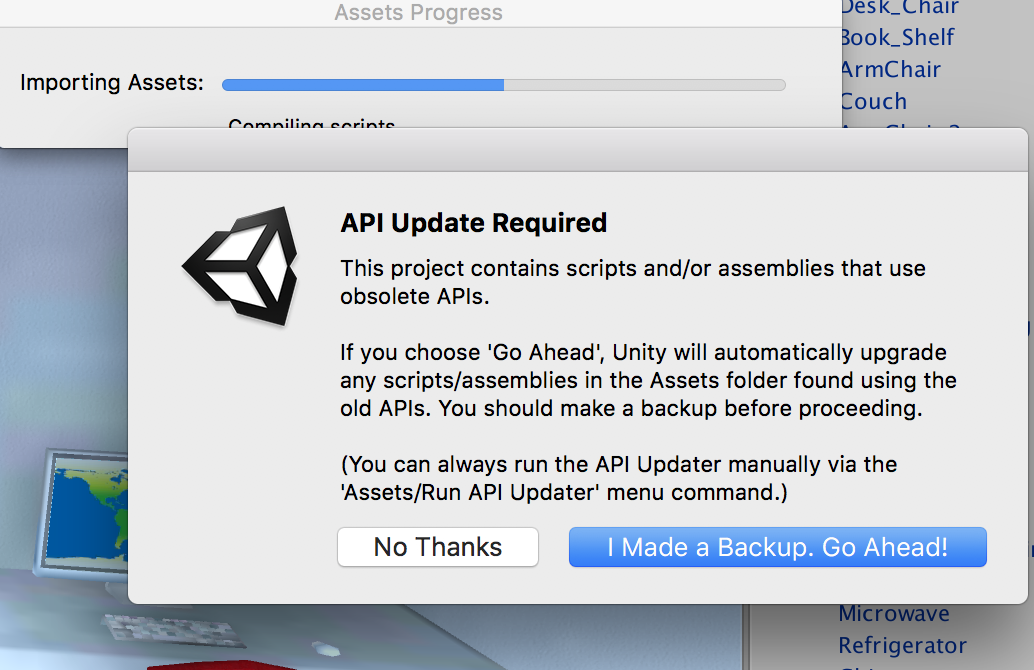 Assets Progress
Importing Assets:
Compiling scripts
Desk_Chair
Book_Shelf
ArmChair
Couch
API Update Required
This project contains scripts and/or assemblies that use
obsolete APIs.
If you choose 'Go Ahead', Unity will automatically upgrade
any scripts/assemblies in the Assets folder found using the
old APIs. You should make a backup before proceeding.
(You can always run the API Updater manually via the
'Assets/Run API Updater' menu command.)
No Thanks
I Made a Backup. Go Ahead!
Microwave
Refrigerator